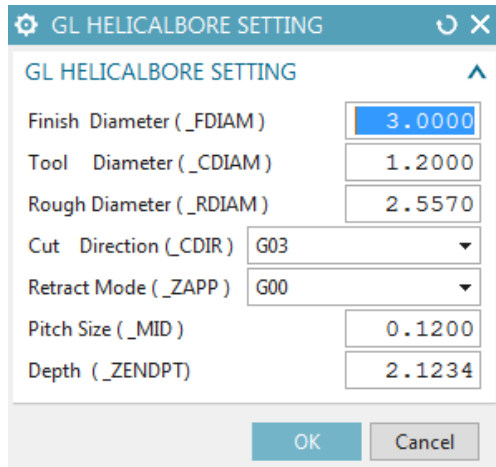 GL HELICALBORE SETTING
GL HELICALBORE SETTING
Finish Diameter ( _FDIAM ) 3.0000
Tool Diameter ( _CDIAM ) 1.2000
Rough Diameter ( _RDIAM ) 2.5570
Cut Direction (_CDIR ) G03
Retract Mode ( _ZAPP ) G00
Pitch Size ( _MID ) 0.1200
Depth ( _ZENDPT) 2.1234
OK Cancel